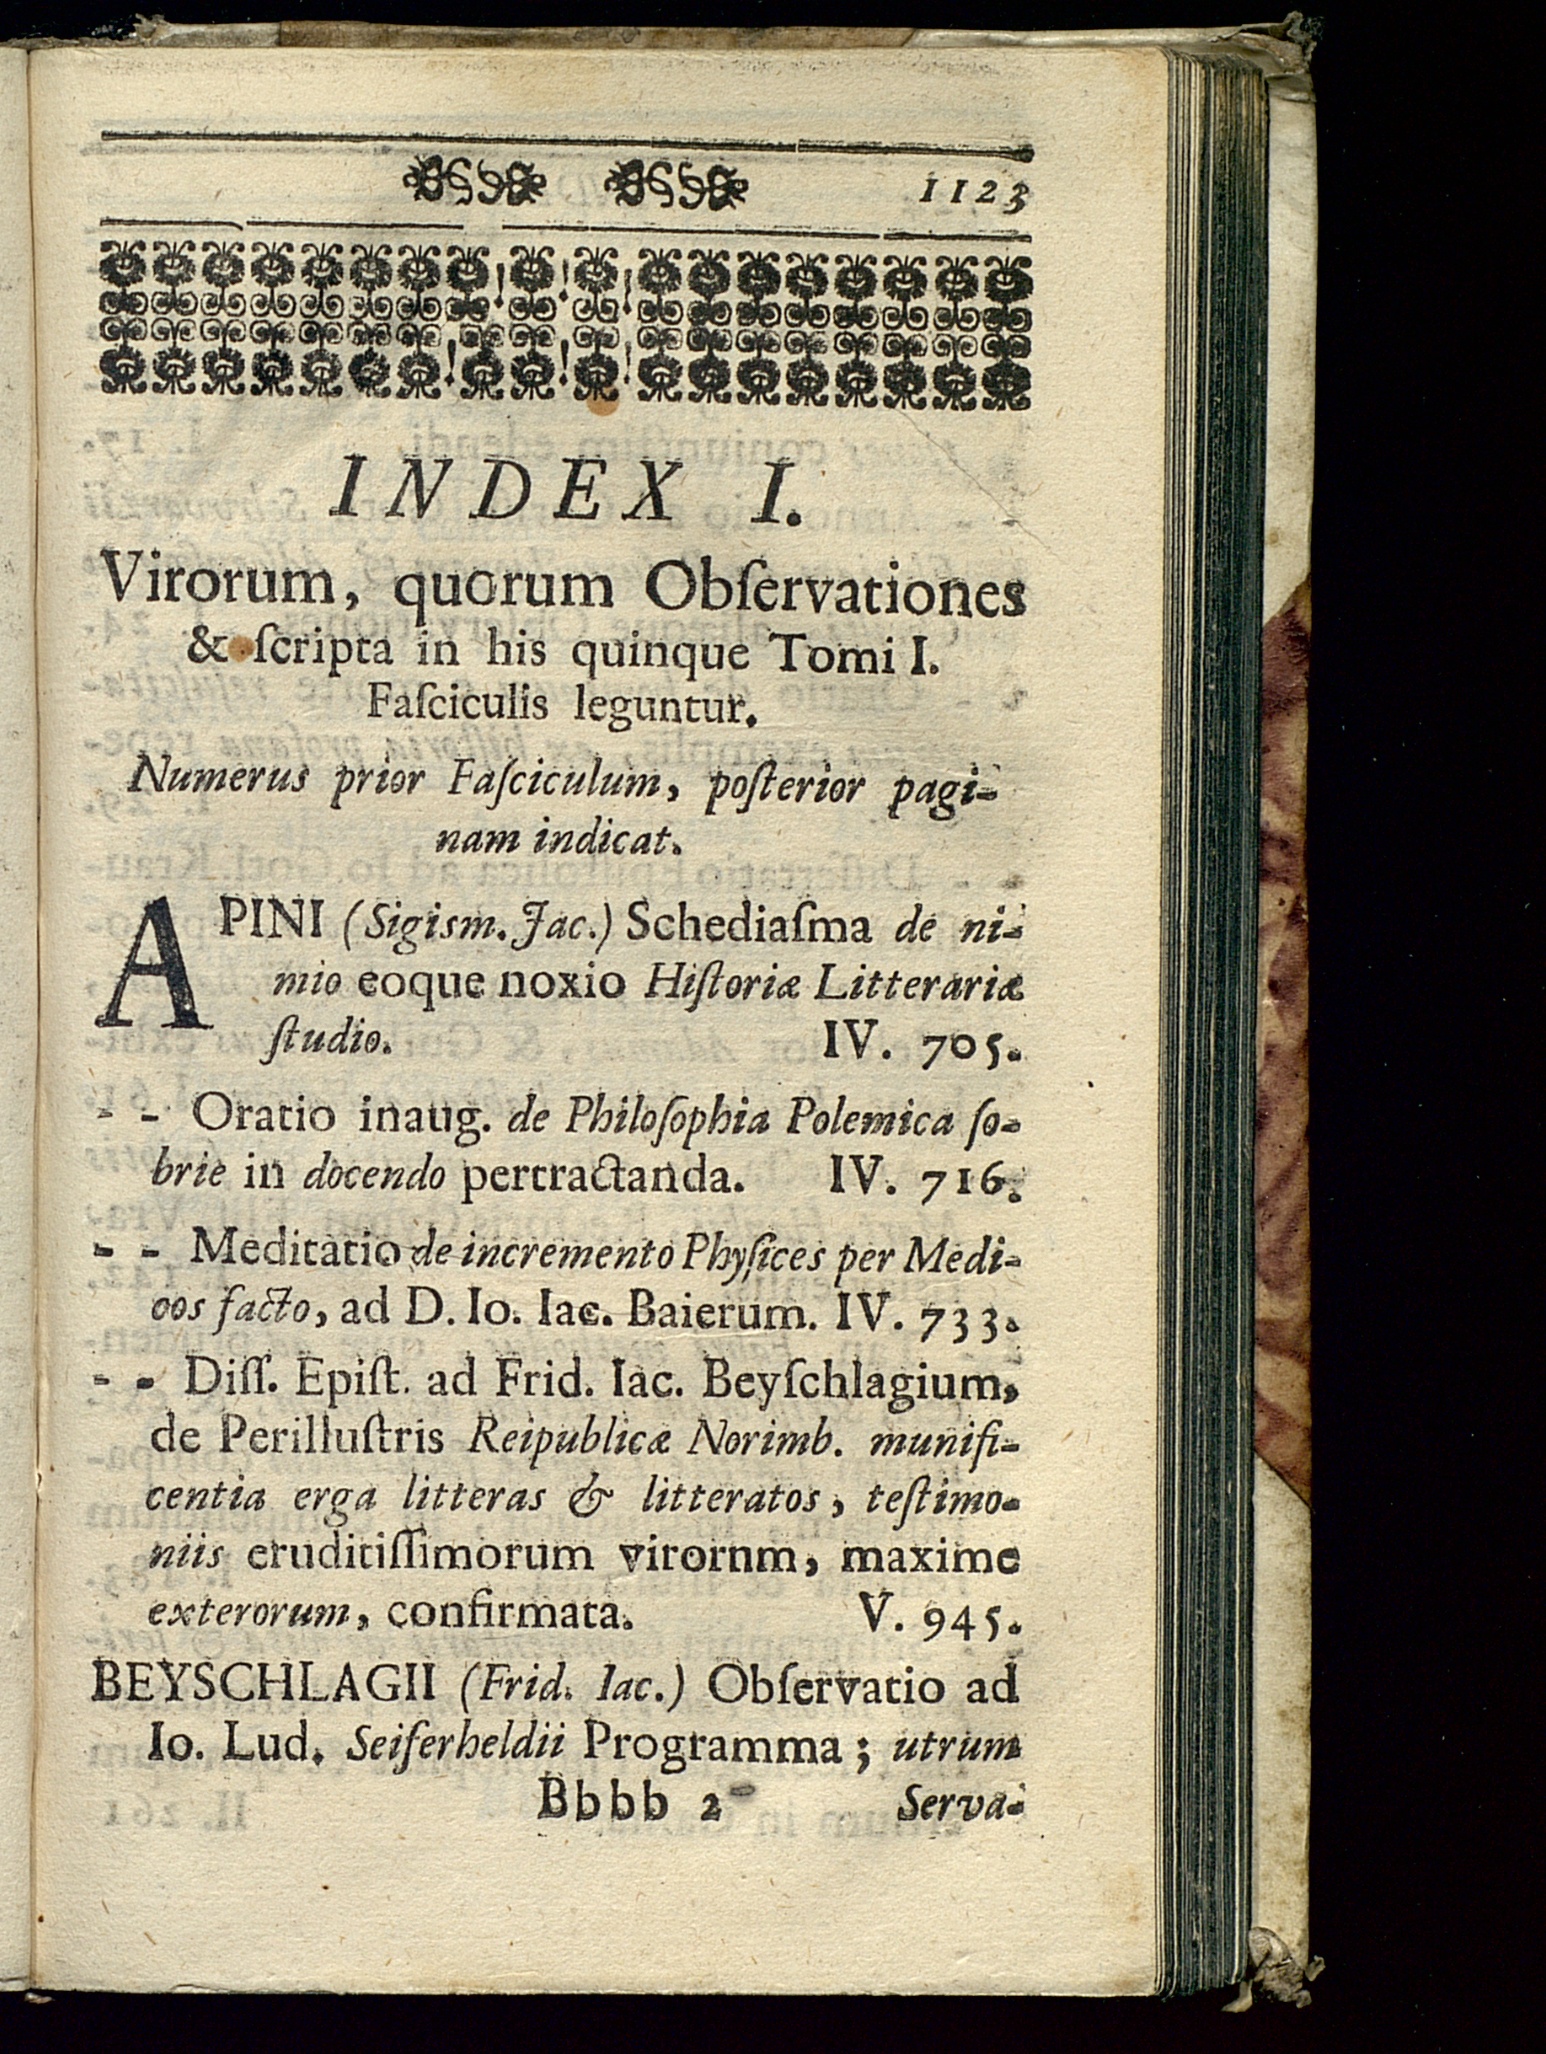 1123
INDEX I.
Virorum, quorum Obſervationes
& ſcripta in his quinque Tomi I.
Faſciculis leguntur.
Numerus prior Faſciculum, poſterior pagi-
nam indicat.
APINI (Sigism. Jac.) Schediaſma de ni-
mio eoque noxio Hiſtoriæ Litterariæ
ſtudio. IV. 705.
- - Oratio inaug. de Philoſophia Polemica ſo-
brie in docendo pertractanda. IV. 716.
- - Meditatio de incremento Phyſices per Medi-
cos facto, ad D. Io. Iac. Baierum. IV. 733.
- - Diſſ. Epiſt. ad Frid. Iac. Beyſchlagium,
de Perilluſtris Reipublicæ Norimb. munifi-
centia erga litteras & litteratos, teſtimo-
niis eruditiſſimorum virornm, maxime
exterorum, confirmata. V. 945.
BEYSCHLAGII (Frid. Iac.) Obſervatio ad
Io. Lud. Seiferheldii Programma; utrum
Bbbb 2 Serva-